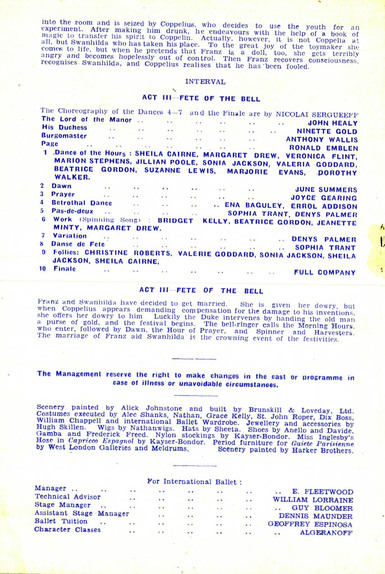 into the room and is seized by Coppelius, who decides to use the youth for an
experiment. After making him drunk, he endeavours with the help of a book of
magic to transfer his spirit to Coppelin. Actually, however, it is not Coppelia at
all, but Swanhilda who has taken his place. To the great joy of the toymaker she
comes to life, but when he pretends that Franz is a doll, too, she gets terribly
angry and becomes hopelessly out of control. Then Franz recovers consciousness,
recognises Swanhilda, and Coppelius realises that he has been fooled.
INTERVAL
ACT III—FETE OF THE BELL
The Choreography of the Dances 4—7 and the Finale are by NICOLAI SERGUKEFF
The Lord of the Manor .. .. .. .. .. JOHN HEALY
His Duchess .. .. .. .. .. NINETTE GOLD
Burgomaster .. .. .. .. .. ANTHONY WALLIS
Page .. .. .. .. .. RONALD EMBLEN
1 Dance of the Hours: SHEILA CAIRNE, MARGARET DREW, VERONICA FLINT,
MARION STEPHENS, JILLIAN POOLE, SONIA JACKSON, VALERIA GODDARD,
BEATRICE GORDON, SUZANNE LEWIS, MARJORIE EVANS, DOROTHY
WALKER.
2 Dawn .. .. .. .. .. JUNE SUMMERS
3 Prayer .. .. .. .. .. JOYCE GEARING
4 Betrothal Dance .. .. .. ENA BAGULEY, ERROL ADDISON
5 Pas-de-deux .. .. .. .. SOPHIA TRANT, DENYS PALMER
6 Work (Spinning Song) : BRIDGET KELLY, BEATRICE GORDON, JEANETTE
MINTY, MARGARET DREW.
7 Variation .. .. .. .. .. DENYS PALMER
8 Danse de Fete .. .. .. .. .. SOPHIA TRANT
9 Follies: CHRISTINE ROBERTS, VALERIE GODDARD, SONIA JACKSON, SHEILA
JACKSON, SHEILA CAIRNE,
10 Finale .. .. .. .. .. FULL COMPANY
ACT III—FETE OF THE BELL
Franz and Swanhilda have decided to get married. She is given her dowry, but
when Coppelius appears demanding compensation for the damage to his inventions,
she offers her dowry to him Luckily the Duke intervenes by handing the old man
a purse of gold, and the festival begins. The bell-ringer calls the Morning Hours,
who enter, followed by Dawn, the Hour of Prayer, and Spinner and Harvesters.
The marriage of Franz aid Swanhilda is the crowning event of the festivities.
The Management reserve the right to make changes in the cast or programme in
case of illness or unavoidable circumstances.
Scenery painted by Alick Johnstone and built by Brunskill & Loveday, Ltd.
Costumes executed by Alec Shanks, Nathan, Grace Kelly, St. John Roper, Dix Boss,
William Chappell and international Ballet Wardrobe. Jewellery and accessories by
Hugh Skillen. Wigs by Nathanwigs. Hats by Sheeta. Shoes by Anello and Davide,
Gamba and Frederick Freed. Nylon stockings by Kayser-Bondor. Miss Inglesby's
Hose in Capriceo Espagnol by Kayser-Bondor. Period furniture for Gaite Parisienne
by West London Galleries and Meldrums. Scenery painted by Harker Brothers.
For International Ballet :
Manager .. .. .. .. .. E. FLEETWOOD
Technical Advisor .. .. .. .. WILLIAM LORRAINE
Stage Manager .. .. .. .. .. GUY BLOOMER
Assistant Stage Manager .. .. .. .. DENNIS MAUNDER
Ballet Tuition .. .. .. .. GEOFFREY ESPINOSA
Character Classes .. .. .. .. ALGERANOFF